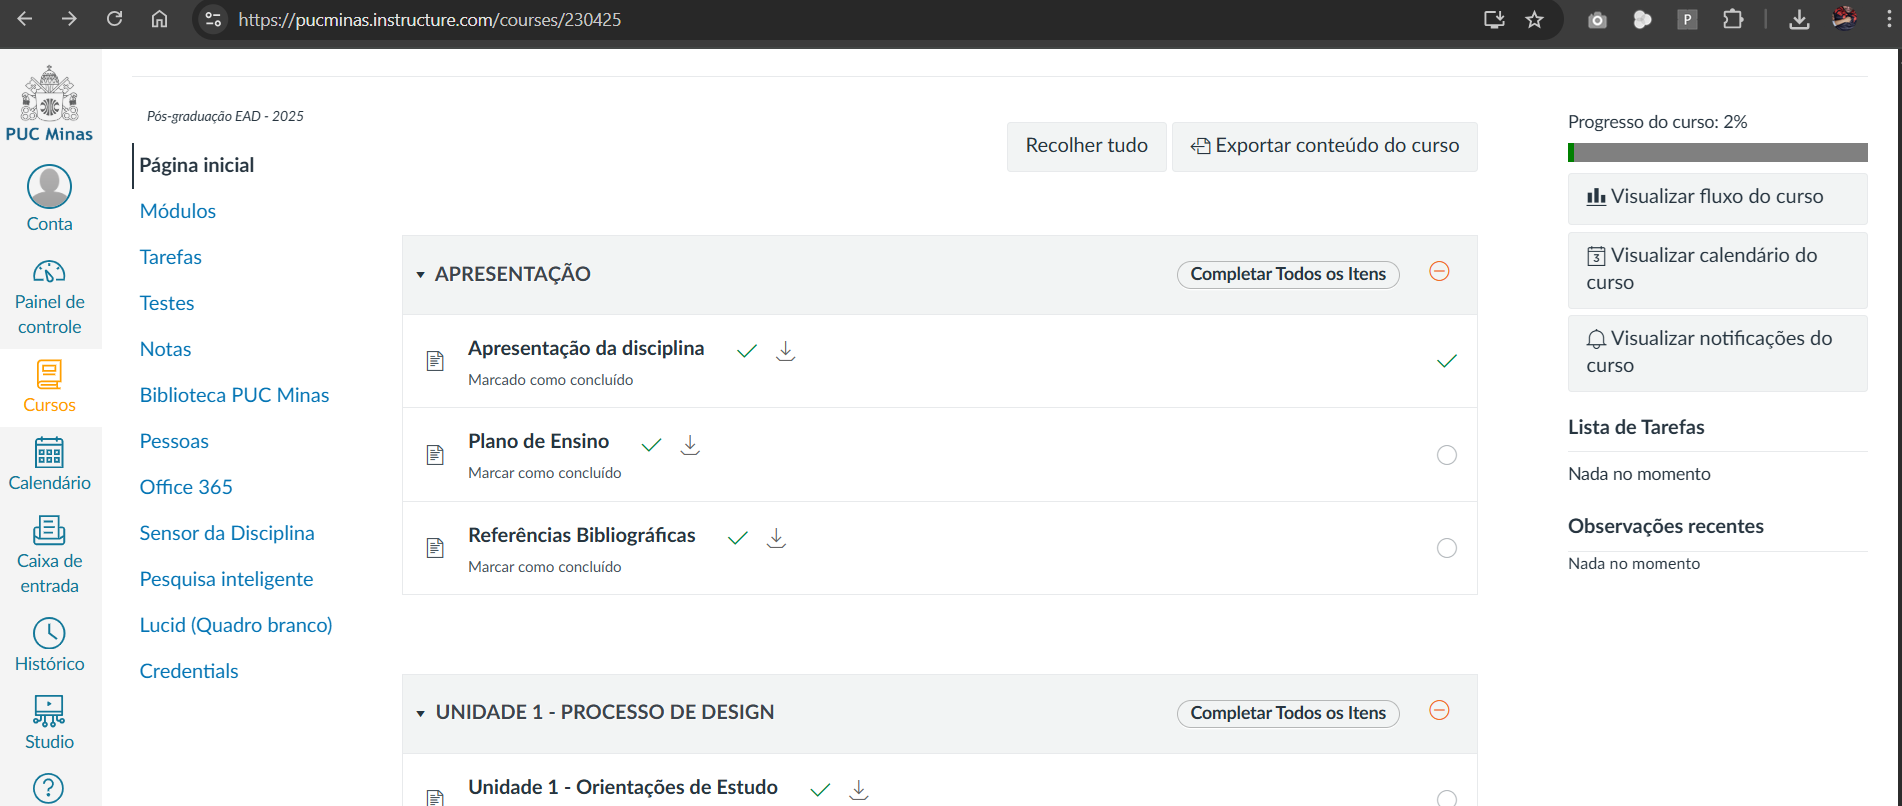 https://pucminas.instructure.com/courses/230425
P
PUC Minas
Conta
Painel de
controle
Cursos
Calendário
Caixa de
entrada
Histórico
Studio
Pós-graduação EAD - 2025
Página inicial
Módulos
Tarefas
Testes
Notas
Biblioteca PUC Minas
Pessoas
Office 365
Sensor da Disciplina
Pesquisa inteligente
Lucid (Quadro branco)
Credentials
Recolher tudo
Exportar conteúdo do curso
APRESENTAÇÃO
Completar Todos os Itens
Apresentação da disciplina
Marcado como concluído
Plano de Ensino
Marcar como concluído
Referências Bibliográficas
Marcar como concluído
UNIDADE 1 - PROCESSO DE DESIGN
Completar Todos os Itens
Unidade 1 - Orientações de Estudo
Progresso do curso: 2%
Visualizar fluxo do curso
3 Visualizar calendário do
curso
Visualizar notificações do
curso
Lista de Tarefas
Nada no momento
Observações recentes
Nada no momento